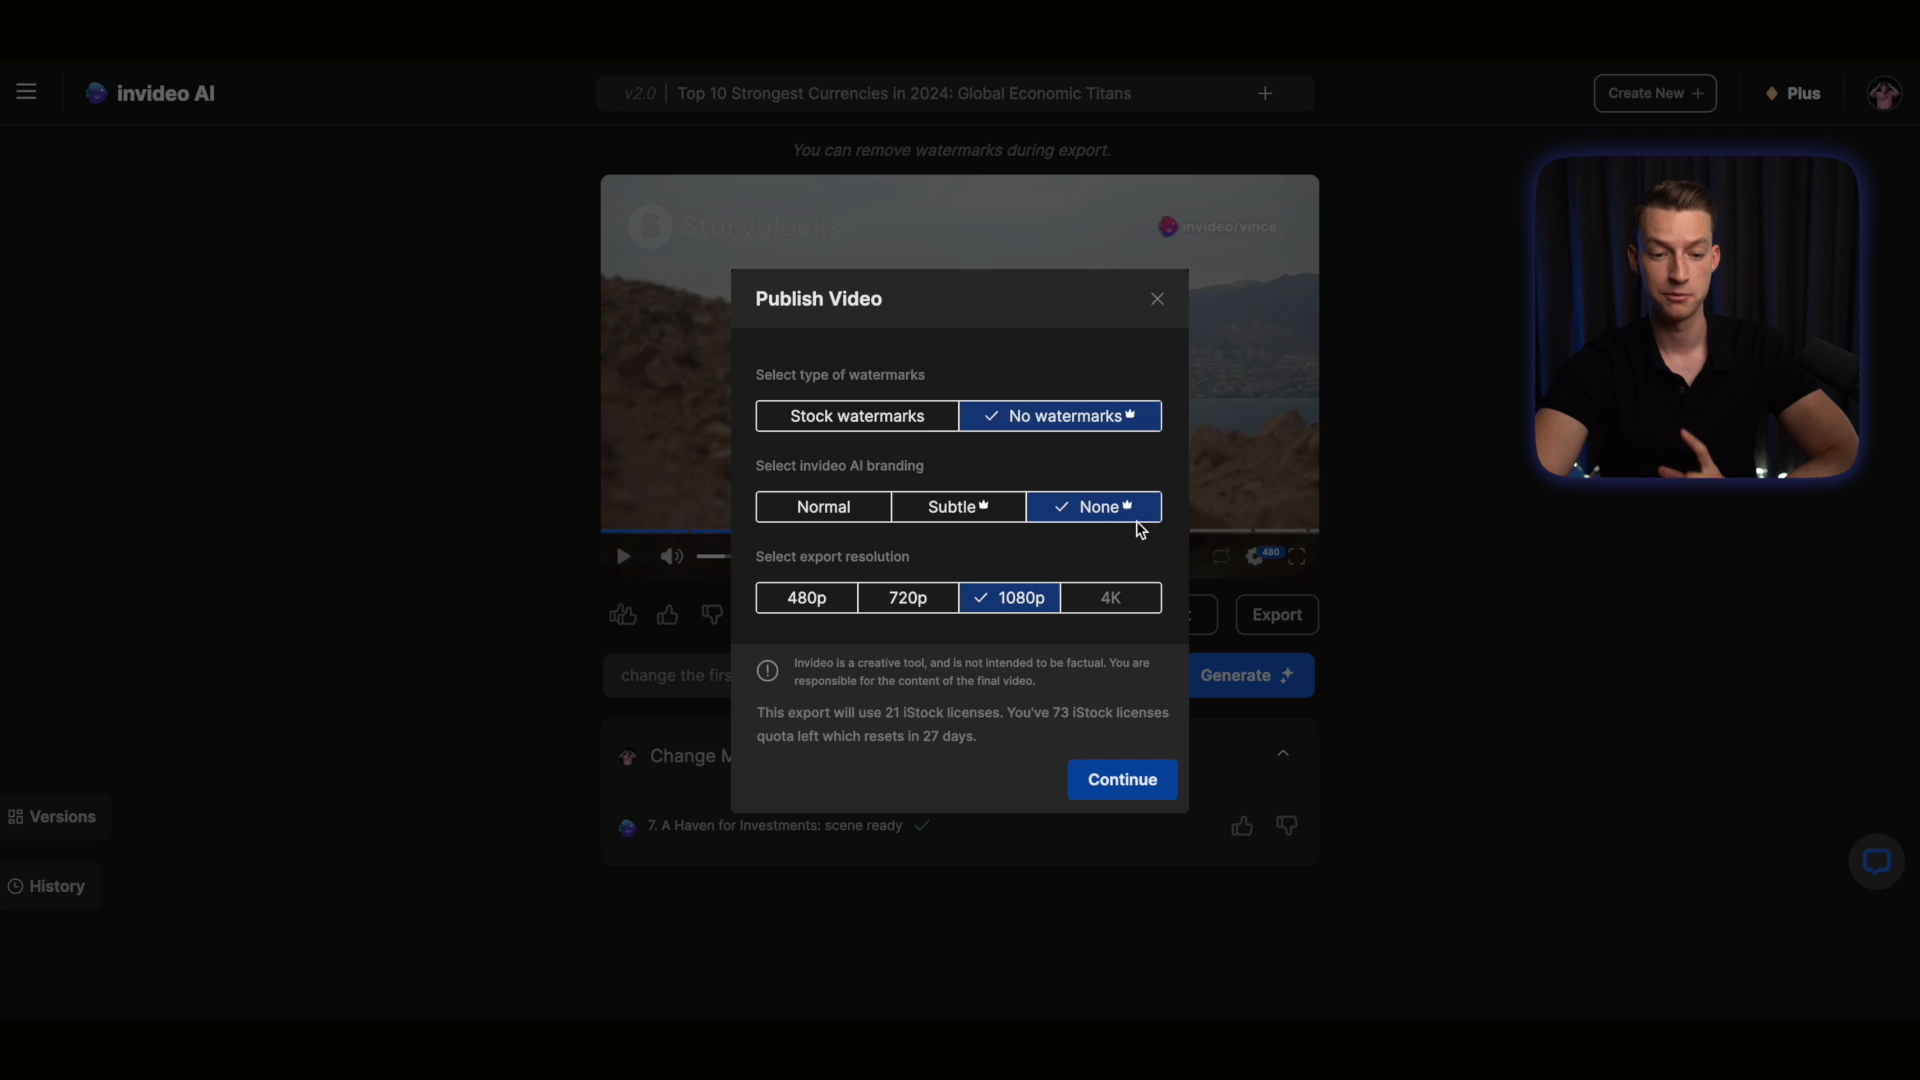 invideo AI
v2.0 | Top 10 Strongest Currencies in 2024: Global Economic Titans
Create New +
Plus
You can remove watermarks during export.
Storyblocks
invideo/vince
Publish Video
Select type of watermarks
Stock watermarks
No watermarks
Select invideo AI branding
Normal
Subtle
None
Select export resolution
480p
720p
1080p
4K
480
Export
Invideo is a creative tool, and is not intended to be factual. You are
responsible for the content of the final video.
change the firs
Generate
This export will use 21 iStock licenses. You've 73 iStock licenses
quota left which resets in 27 days.
Change M
Continue
7. A Haven for Investments: scene ready
Versions
History